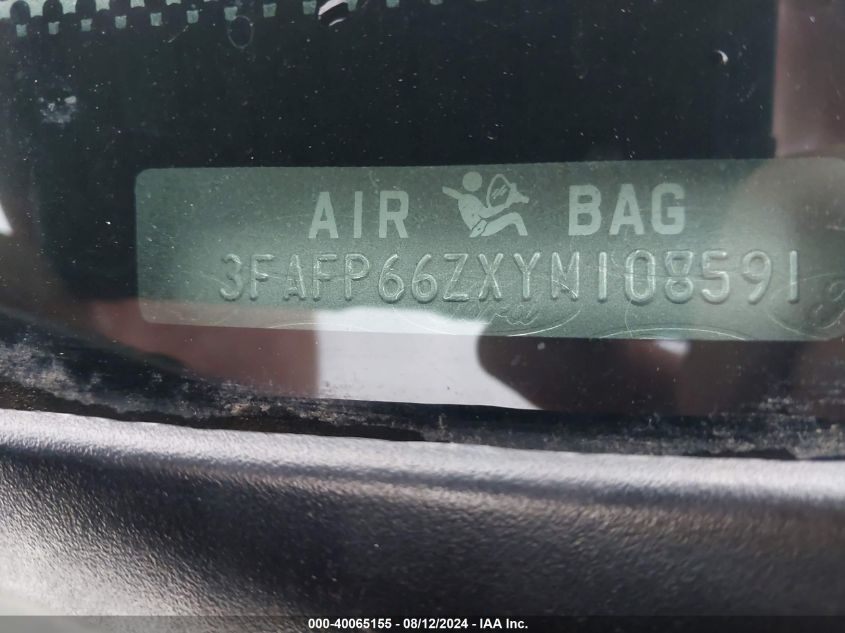 AIR BAG
3FAFP66ZXYM108591
000-40065155 - 08/12/2024 - IAA Inc.